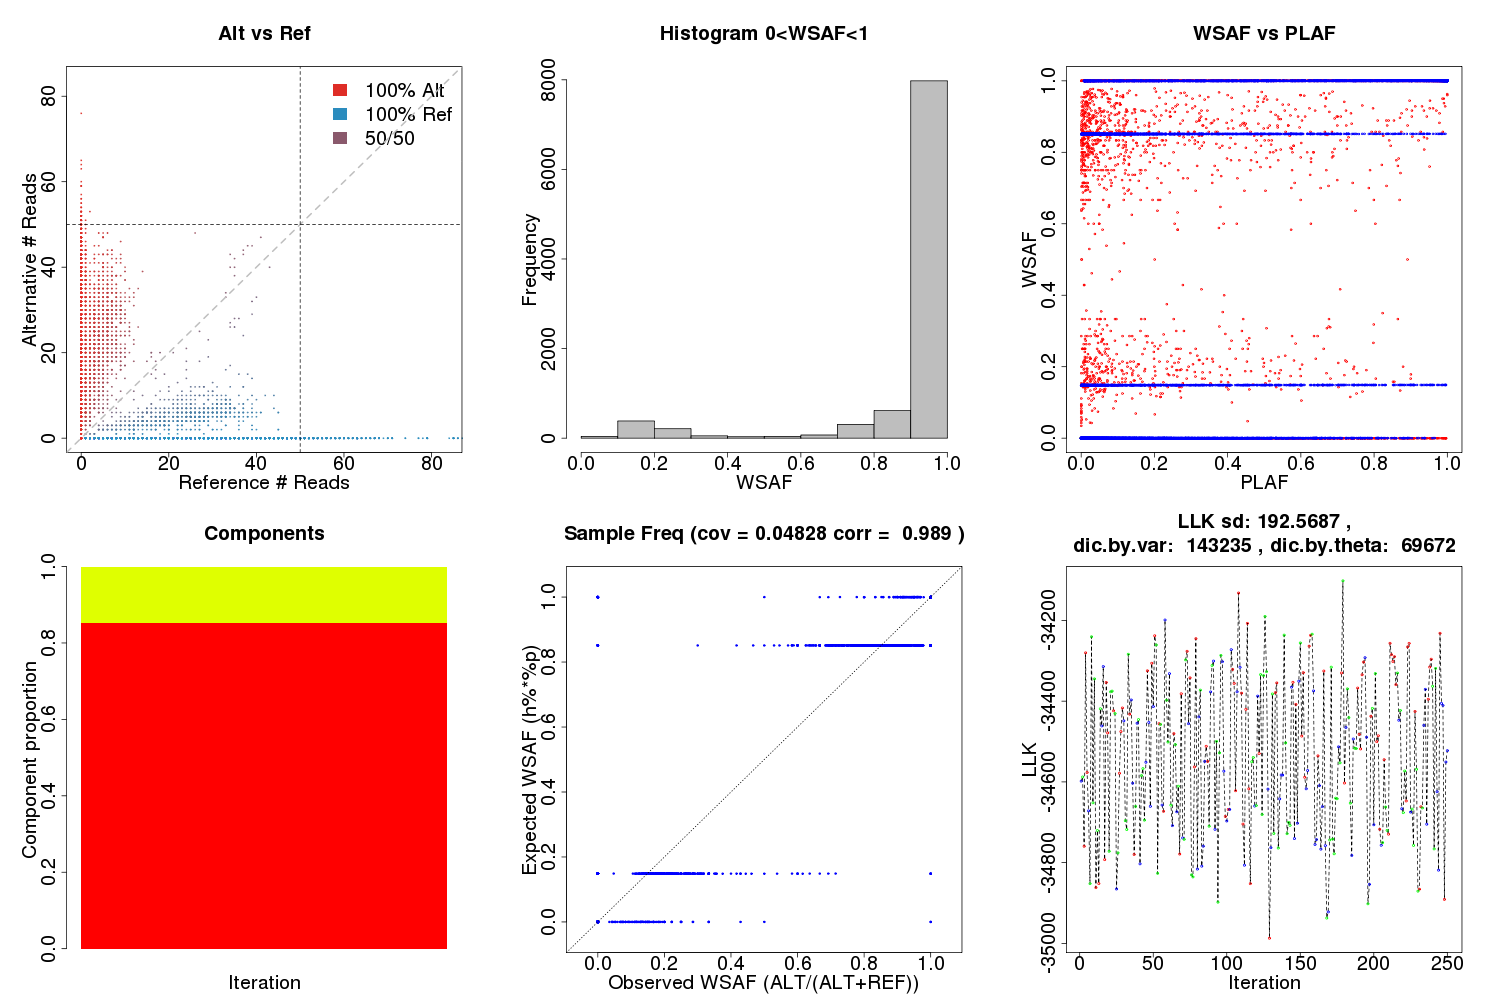 Alt vs Ref
100% Alt
100% Ref
50/50
Alternative # Reads
0 20 40 60 80
0 20 40 60 80
Reference # Reads
Histogram 0<WSAF<1
Frequency
0 2000 4000 6000 8000
0.0 0.2 0.4 0.6 0.8 1.0
WSAF
WSAF vs PLAF
WSAF
0.0 0.2 0.4 0.6 0.8 1.0
0.0 0.2 0.4 0.6 0.8 1.0
PLAF
Components
Component proportion
0.0 0.2 0.4 0.6 0.8 1.0
Iteration
Sample Freq (cov = 0.04828 corr = 0.989 )
Expected WSAF (h%*%p)
0.0 0.2 0.4 0.6 0.8 1.0
0.0 0.2 0.4 0.6 0.8 1.0
Observed WSAF (ALT/(ALT+REF))
LLK sd: 192.5687 ,
dic.by.var: 143235 , dic.by.theta: 69672
LLK
-35000 -34800 -34600 -34400 -34200
0 50 100 150 200 250
Iteration